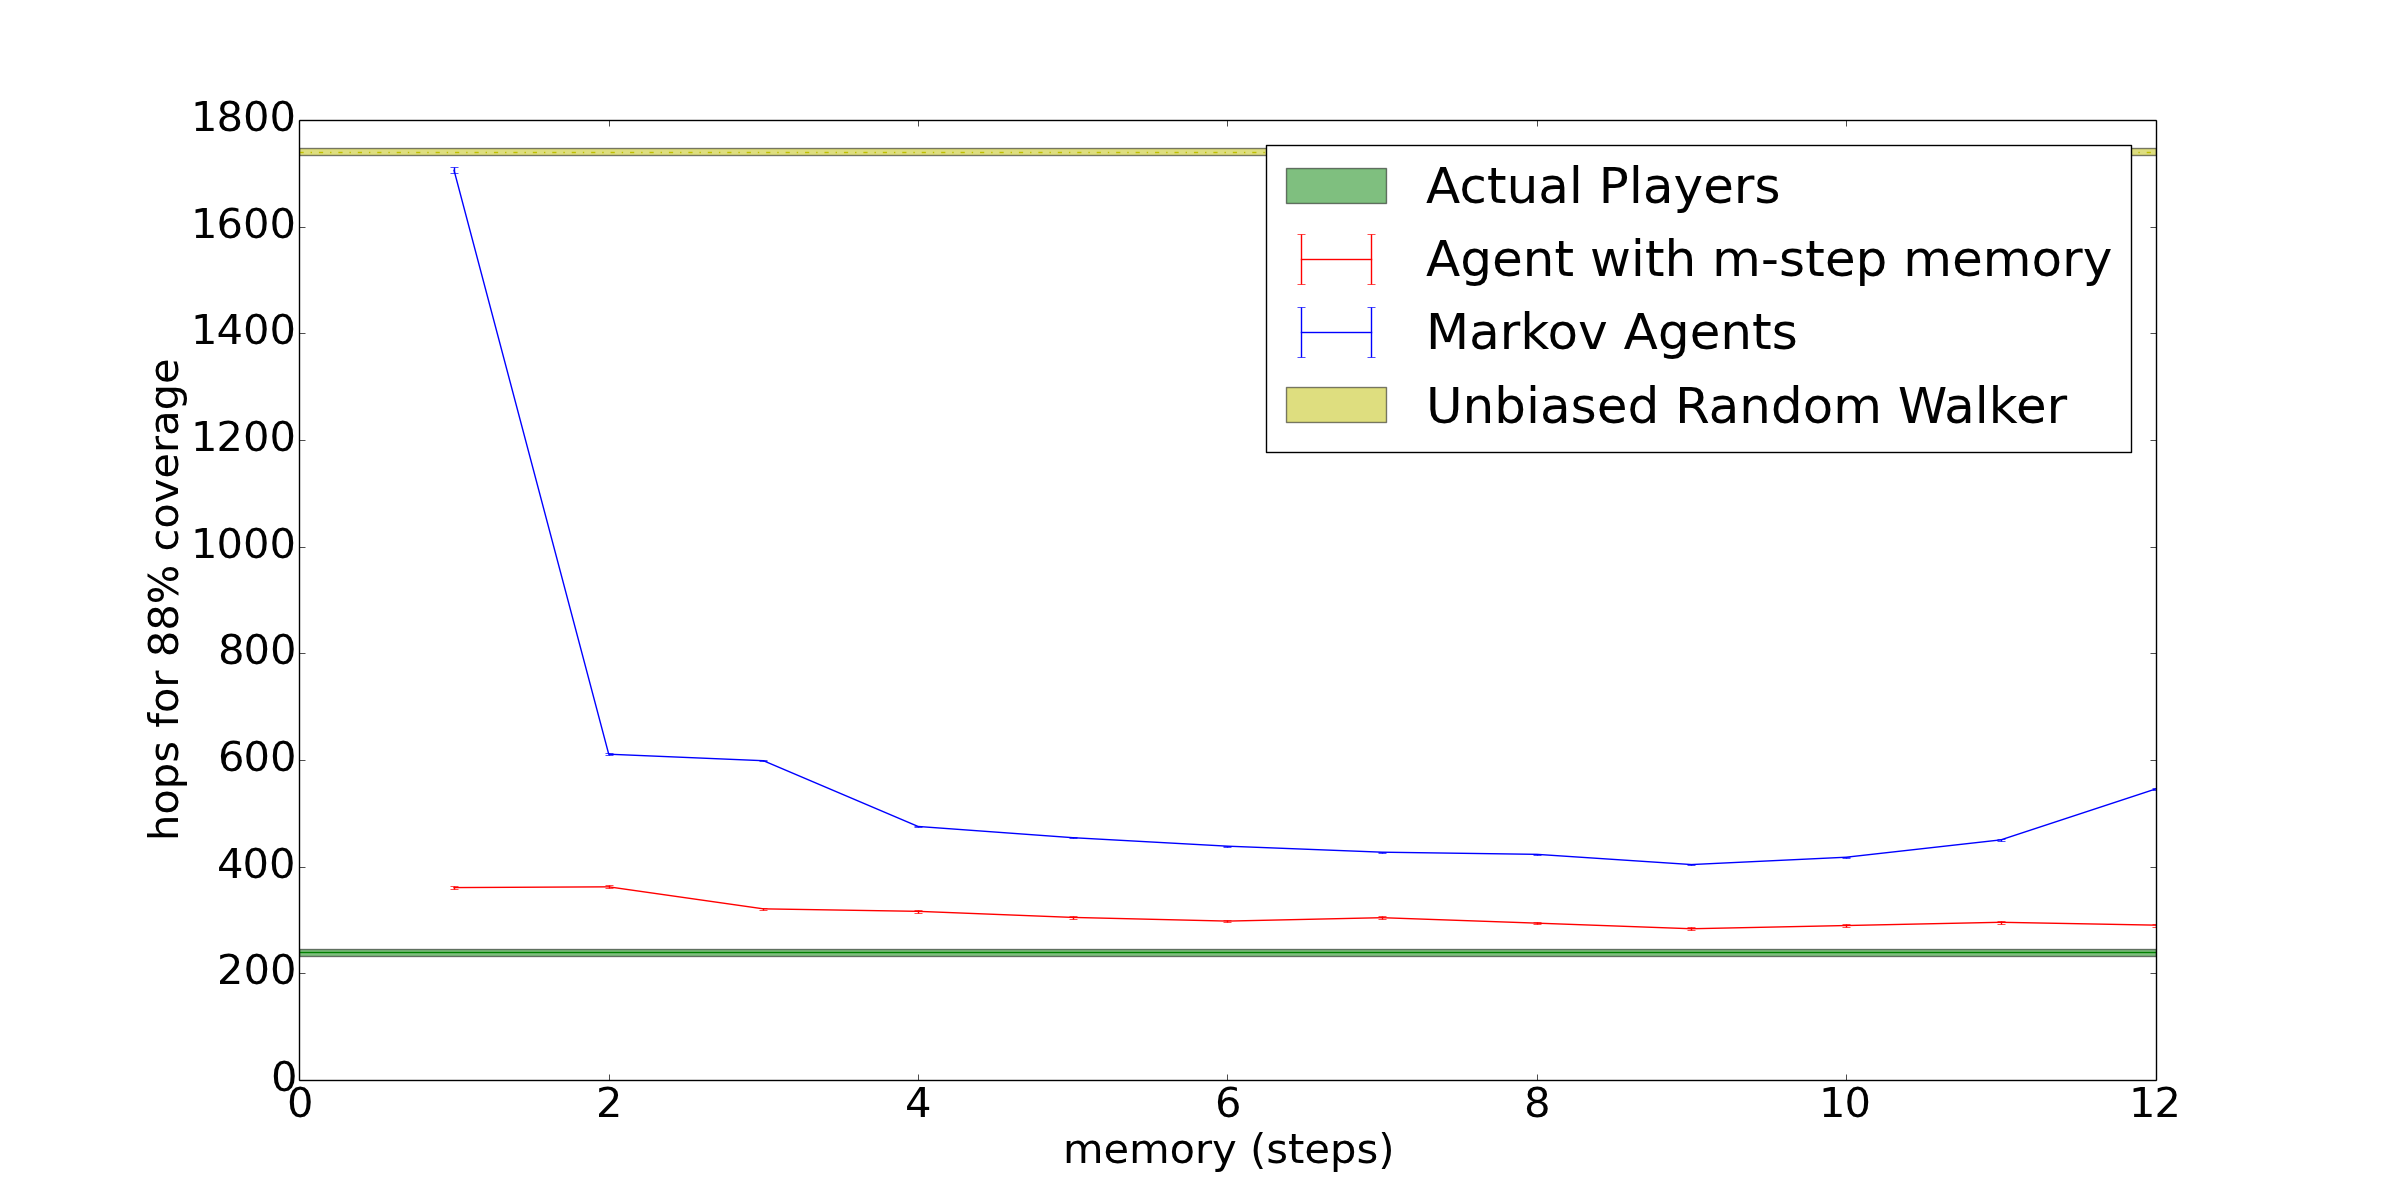 1800
1600
1400
1200
1000
800
600
400
200
0
hops for 88% coverage
Actual Players
Agent with m-step memory
Markov Agents
Unbiased Random Walker
0 2 4 6 8 10 12
memory (steps)